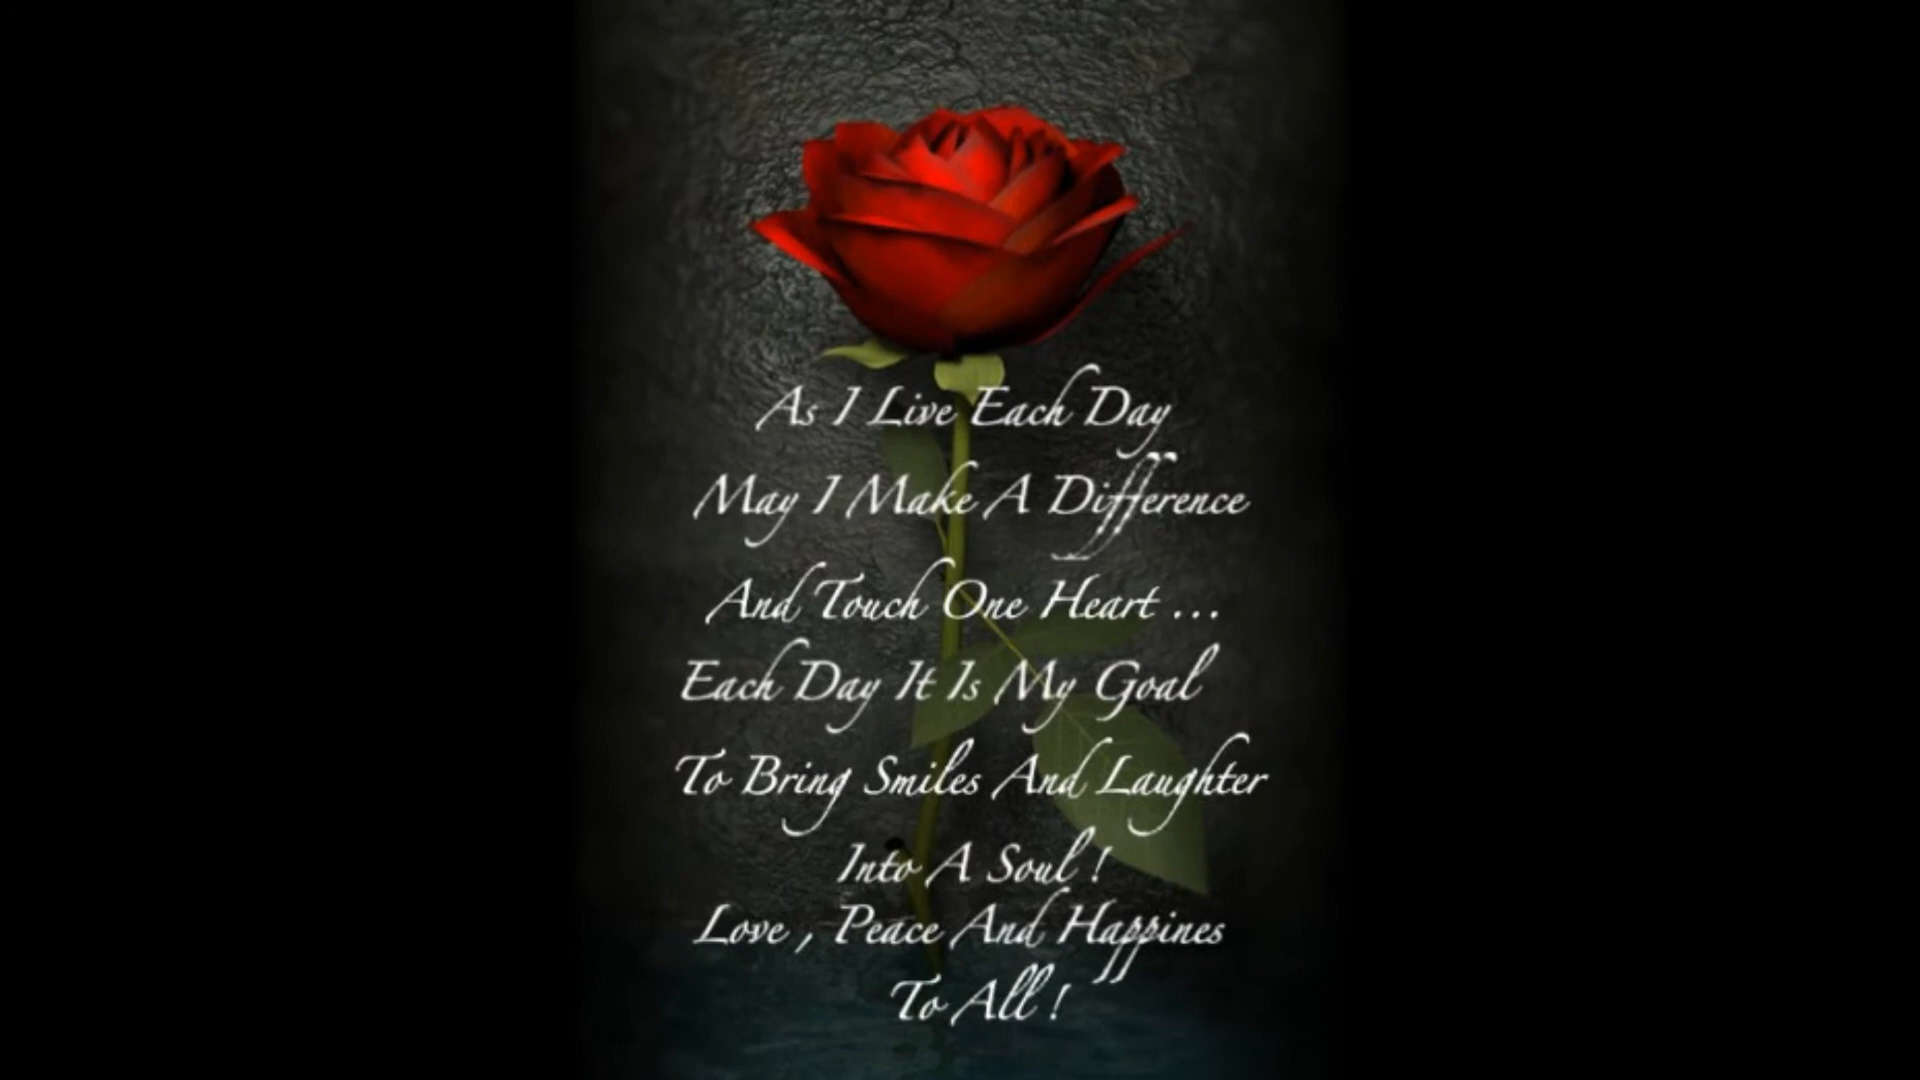 As I Live Each Day
May I Make A Difference
And Touch One Heart ...
Each Day It Is My Goal
To Bring Smiles And Laughter
Into A Soul !
Love , Peace And Happines
To All !